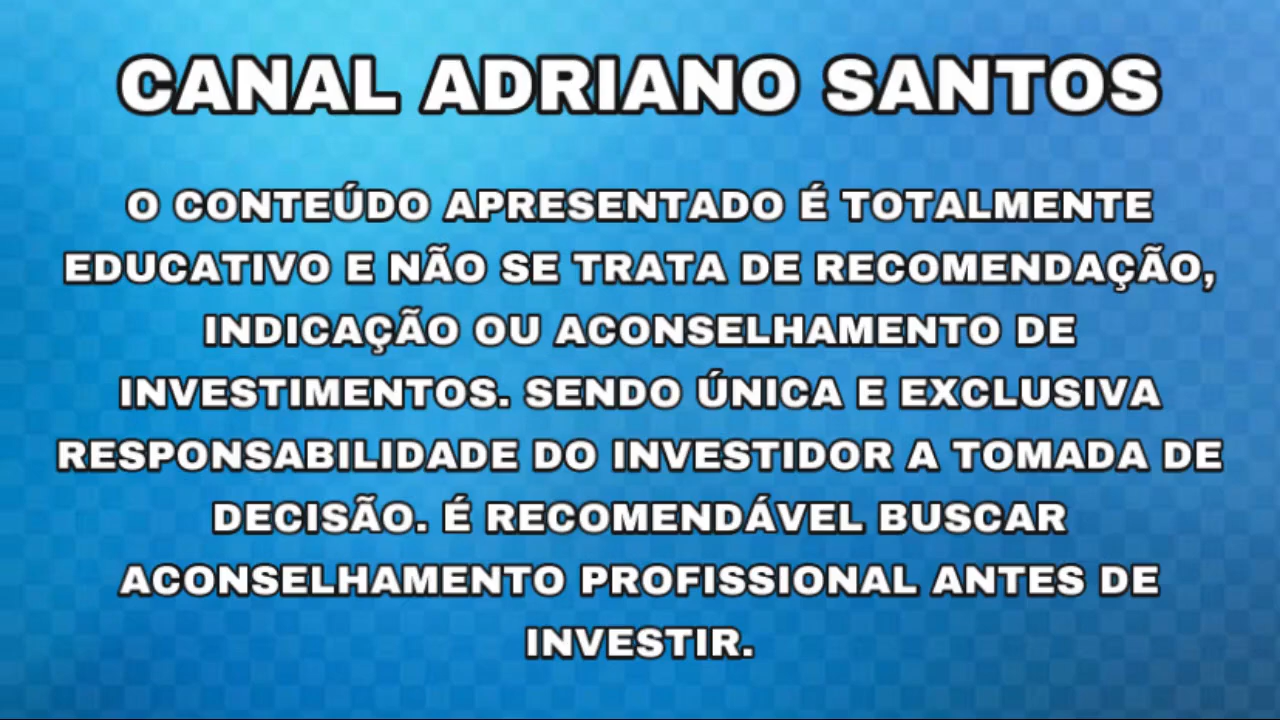 CANAL ADRIANO SANTOS
O CONTEÚDO APRESENTADO É TOTALMENTE
EDUCATIVO E NÃO SE TRATA DE RECOMENDAÇÃO,
INDICAÇÃO OU ACONSELHAMENTO DE
INVESTIMENTOS. SENDO ÚNICA E EXCLUSIVA
RESPONSABILIDADE DO INVESTIDOR A TOMADA DE
DECISÃO. É RECOMENDÁVEL BUSCAR
ACONSELHAMENTO PROFISSIONAL ANTES DE
INVESTIR.